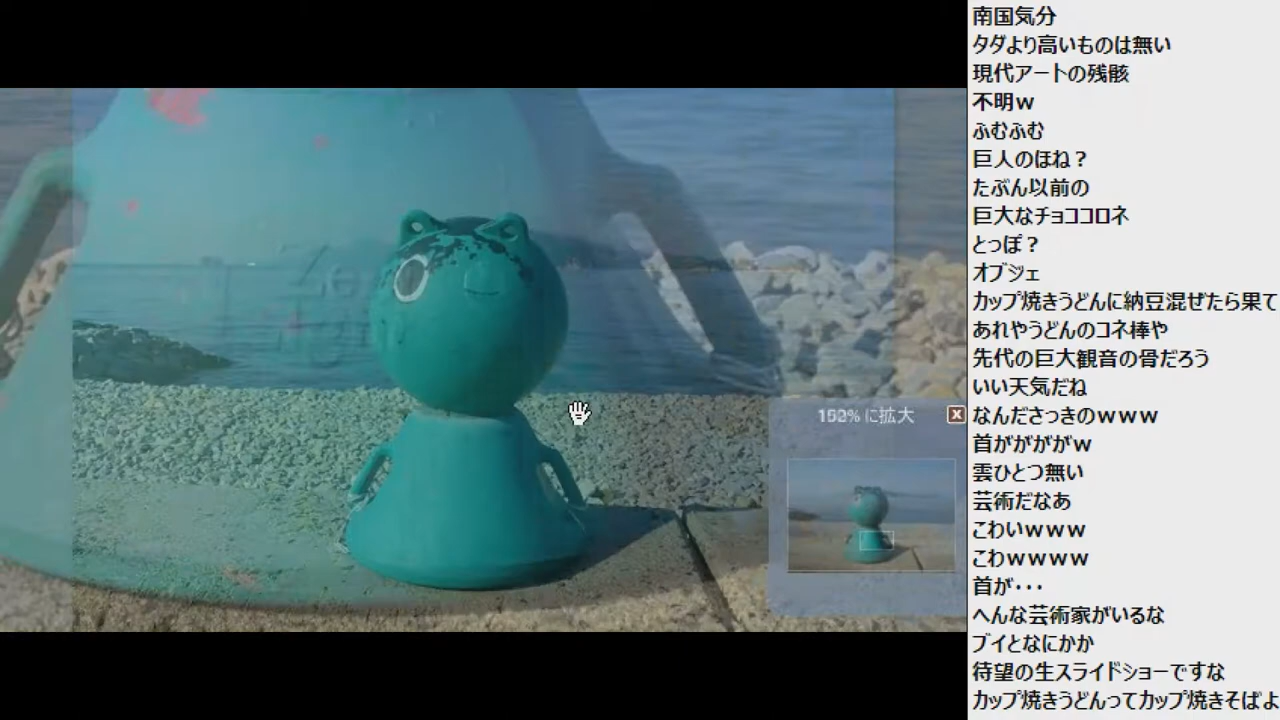 152% に拡大
南国気分
タダより高いものは無い
現代アートの残骸
不明ｗ
ふむふむ
巨人のほね？
たぶん以前の
巨大なチョココロネ
とっぽ？
オブジェ
カップ焼きうどんに納豆混ぜたら果て
あれやうどんのコネ棒や
先代の巨大観音の骨だろう
いい天気だね
なんださっきのｗｗｗ
首がががががｗ
雲ひとつ無い
芸術だなあ
こわいｗｗｗ
こわｗｗｗｗ
首が･･･
へんな芸術家がいるな
ブイとなにかか
待望の生スライドショーですな
カップ焼きうどんってカップ焼きそばよ